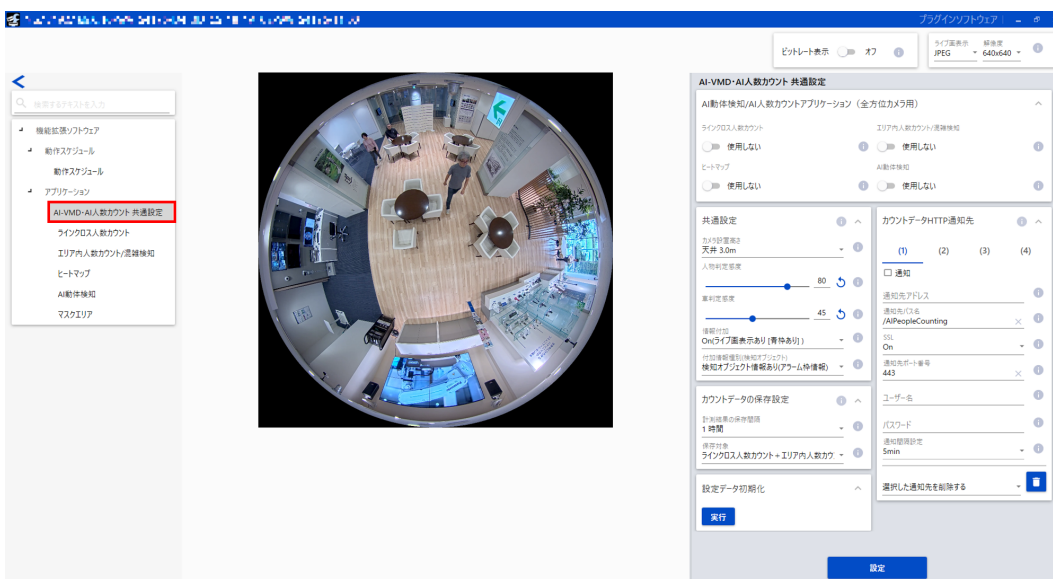 プラグインソフトウェア
ビットレート表示 オフ
ライブ画表示 解像度
JPEG 640x640
検索するテキストを入力
機能拡張ソフトウェア
動作スケジュール
動作スケジュール
アプリケーション
AI-VMD・AI人数カウント 共通設定
ラインクロス人数カウント
エリア内人数カウント/混雑検知
ヒートマップ
AI動体検知
マスクエリア
AI-VMD・AI人数カウント 共通設定
AI動体検知/AI人数カウントアプリケーション（全方位カメラ用）
ラインクロス人数カウント エリア内人数カウント/混雑検知
使用しない 使用しない
ヒートマップ AI動体検知
使用しない 使用しない
共通設定
カメラ設置高さ
天井 3.0m
人物判定感度
80
車判定感度
45
情報付加
On(ライブ画表示あり[青枠あり])
付加情報種別(検知オブジェクト)
検知オブジェクト情報あり(アラーム枠情報)
カウントデータの保存設定
計測結果の保存間隔
1 時間
保存対象
ラインクロス人数カウント＋エリア内人数カウ
設定データ初期化
実行
カウントデータHTTP通知先
(1) (2) (3) (4)
通知
通知先アドレス
通知先パス名
/AIPeopleCounting
SSL
On
通知先ポート番号
443
ユーザー名
パスワード
通知間隔設定
5min
選択した通知先を削除する
設定